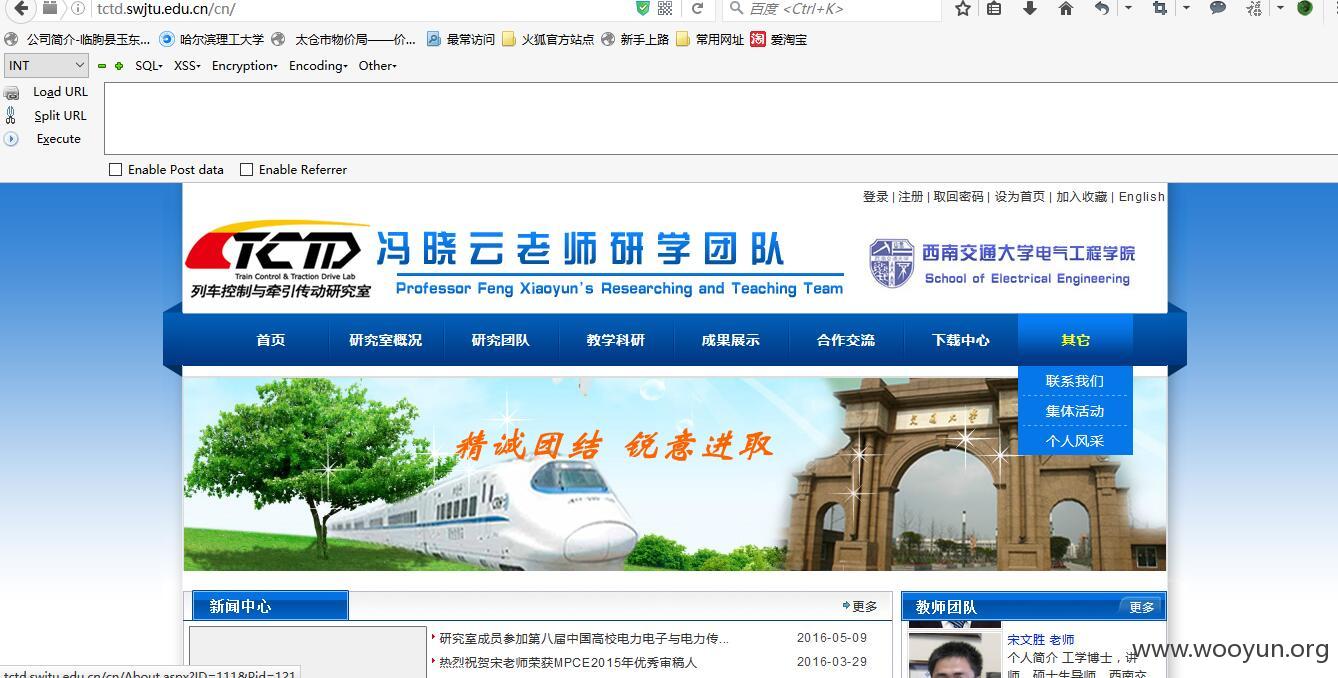 tctd.swjtu.edu.cn/cn/
百度 <Ctrl+K>
公司简介-临朐县玉东... 哈尔滨理工大学 太仓市物价局——价... 最常访问 火狐官方站点 新手上路 常用网址 爱淘宝
INT SQL XSS Encryption Encoding Other
Load URL
Split URL
Execute
Enable Post data Enable Referrer
登录 | 注册 | 取回密码 | 设为首页 | 加入收藏 | English
TCTD
Train Control & Traction Drive Lab
列车控制与牵引传动研究室
冯晓云老师研学团队
Professor Feng Xiaoyun's Researching and Teaching Team
西南交通大学电气工程学院
School of Electrical Engineering
首页 研究室概况 研究团队 教学科研 成果展示 合作交流 下载中心 其它
联系我们
集体活动
个人风采
精诚团结 锐意进取
新闻中心
更多
教师团队
更多
研究室成员参加第八届中国高校电力电子与电力传... 2016-05-09
热烈祝贺宋老师荣获MPCE2015年优秀审稿人 2016-03-29
宋文胜 老师
个人简介 工学博士，讲
师，硕士生导师。西南交
www.wooyun.org
tctd.swjtu.edu.cn/cn/About.aspx?ID=111&Pid=121